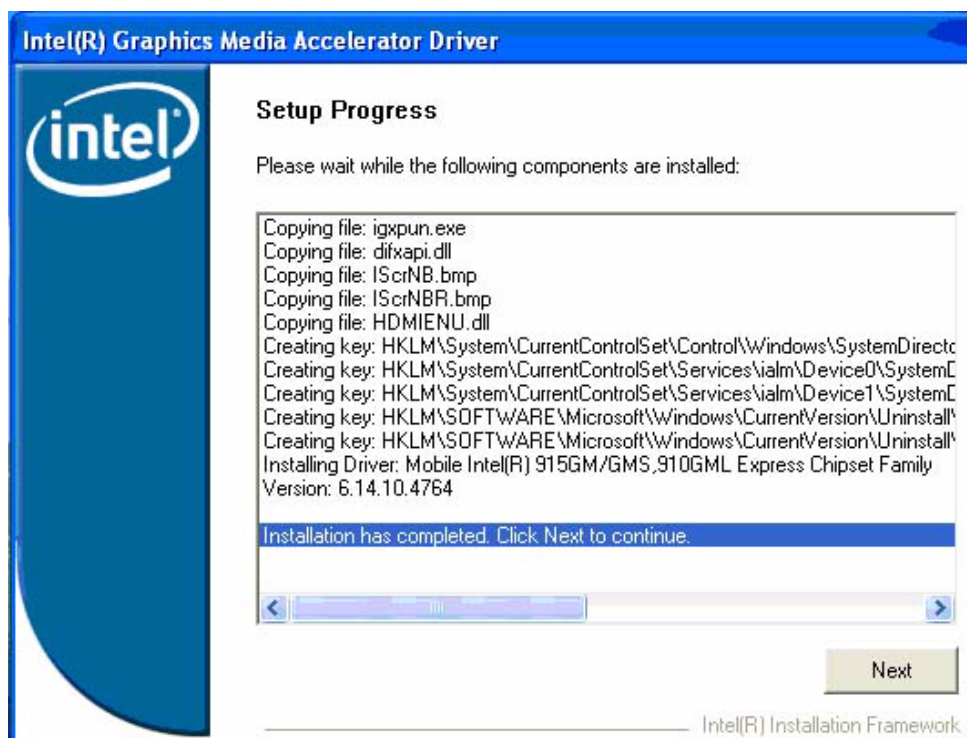 Intel(R) Graphics Media Accelerator Driver
intel®
Setup Progress
Please wait while the following components are installed:
Copying file: igxpun.exe
Copying file: difxapi.dll
Copying file: IScrNB.bmp
Copying file: IScrNBR.bmp
Copying file: HDMIENU.dll
Creating key: HKLM\System\CurrentControlSet\Control\Windows\SystemDirecto
Creating key: HKLM\System\CurrentControlSet\Services\ialm\Device0\SystemD
Creating key: HKLM\System\CurrentControlSet\Services\ialm\Device1\SystemD
Creating key: HKLM\SOFTWARE\Microsoft\Windows\CurrentVersion\Uninstall\
Creating key: HKLM\SOFTWARE\Microsoft\Windows\CurrentVersion\Uninstall\
Installing Driver: Mobile Intel(R) 915GM/GMS,910GML Express Chipset Family
Version: 6.14.10.4764
Installation has completed. Click Next to continue.
Next
Intel(R) Installation Framework